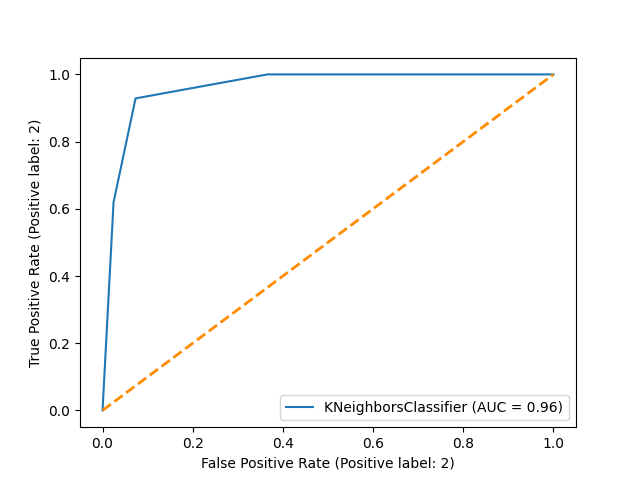 1.0
0.8
0.6
0.4
0.2
0.0
True Positive Rate (Positive label: 2)
KNeighborsClassifier (AUC = 0.96)
0.0 0.2 0.4 0.6 0.8 1.0
False Positive Rate (Positive label: 2)